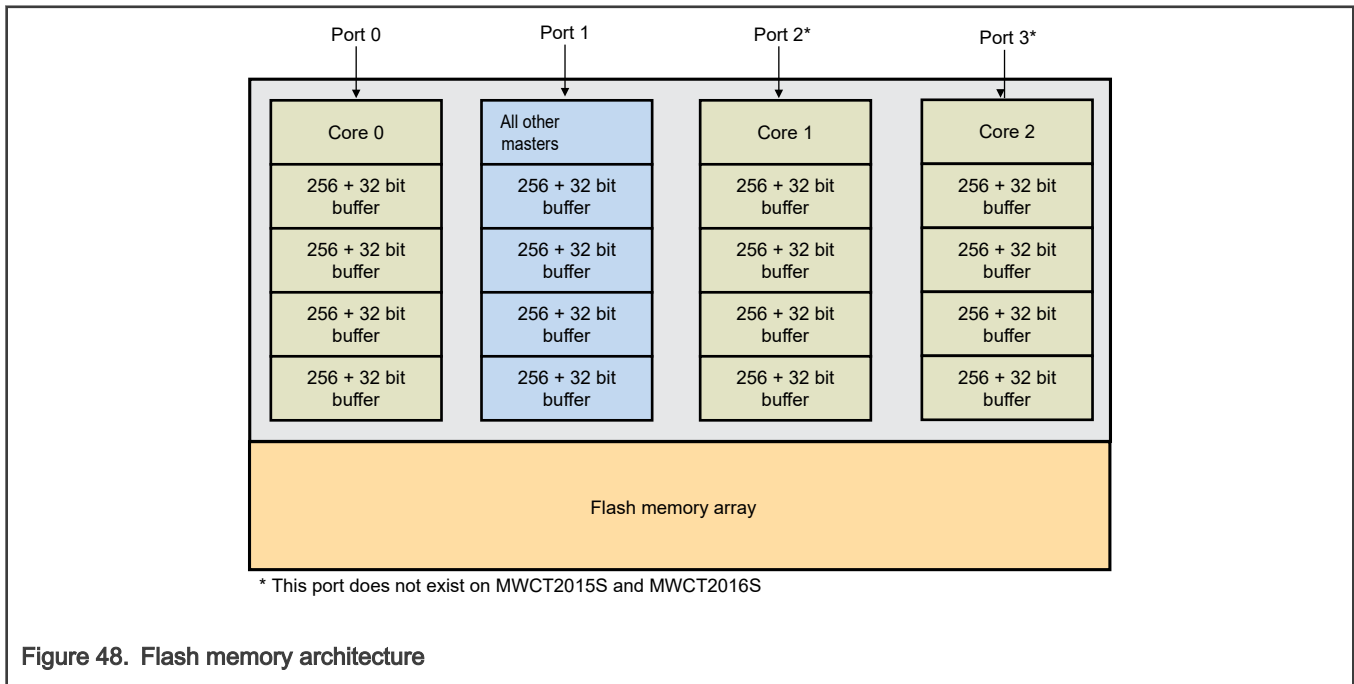 Port 0
Port 1
Port 2*
Port 3*
Core 0
All other
masters
Core 1
Core 2
256 + 32 bit
buffer
256 + 32 bit
buffer
256 + 32 bit
buffer
256 + 32 bit
buffer
256 + 32 bit
buffer
256 + 32 bit
buffer
256 + 32 bit
buffer
256 + 32 bit
buffer
256 + 32 bit
buffer
256 + 32 bit
buffer
256 + 32 bit
buffer
256 + 32 bit
buffer
256 + 32 bit
buffer
256 + 32 bit
buffer
256 + 32 bit
buffer
256 + 32 bit
buffer
Flash memory array
* This port does not exist on MWCT2015S and MWCT2016S
Figure 48. Flash memory architecture